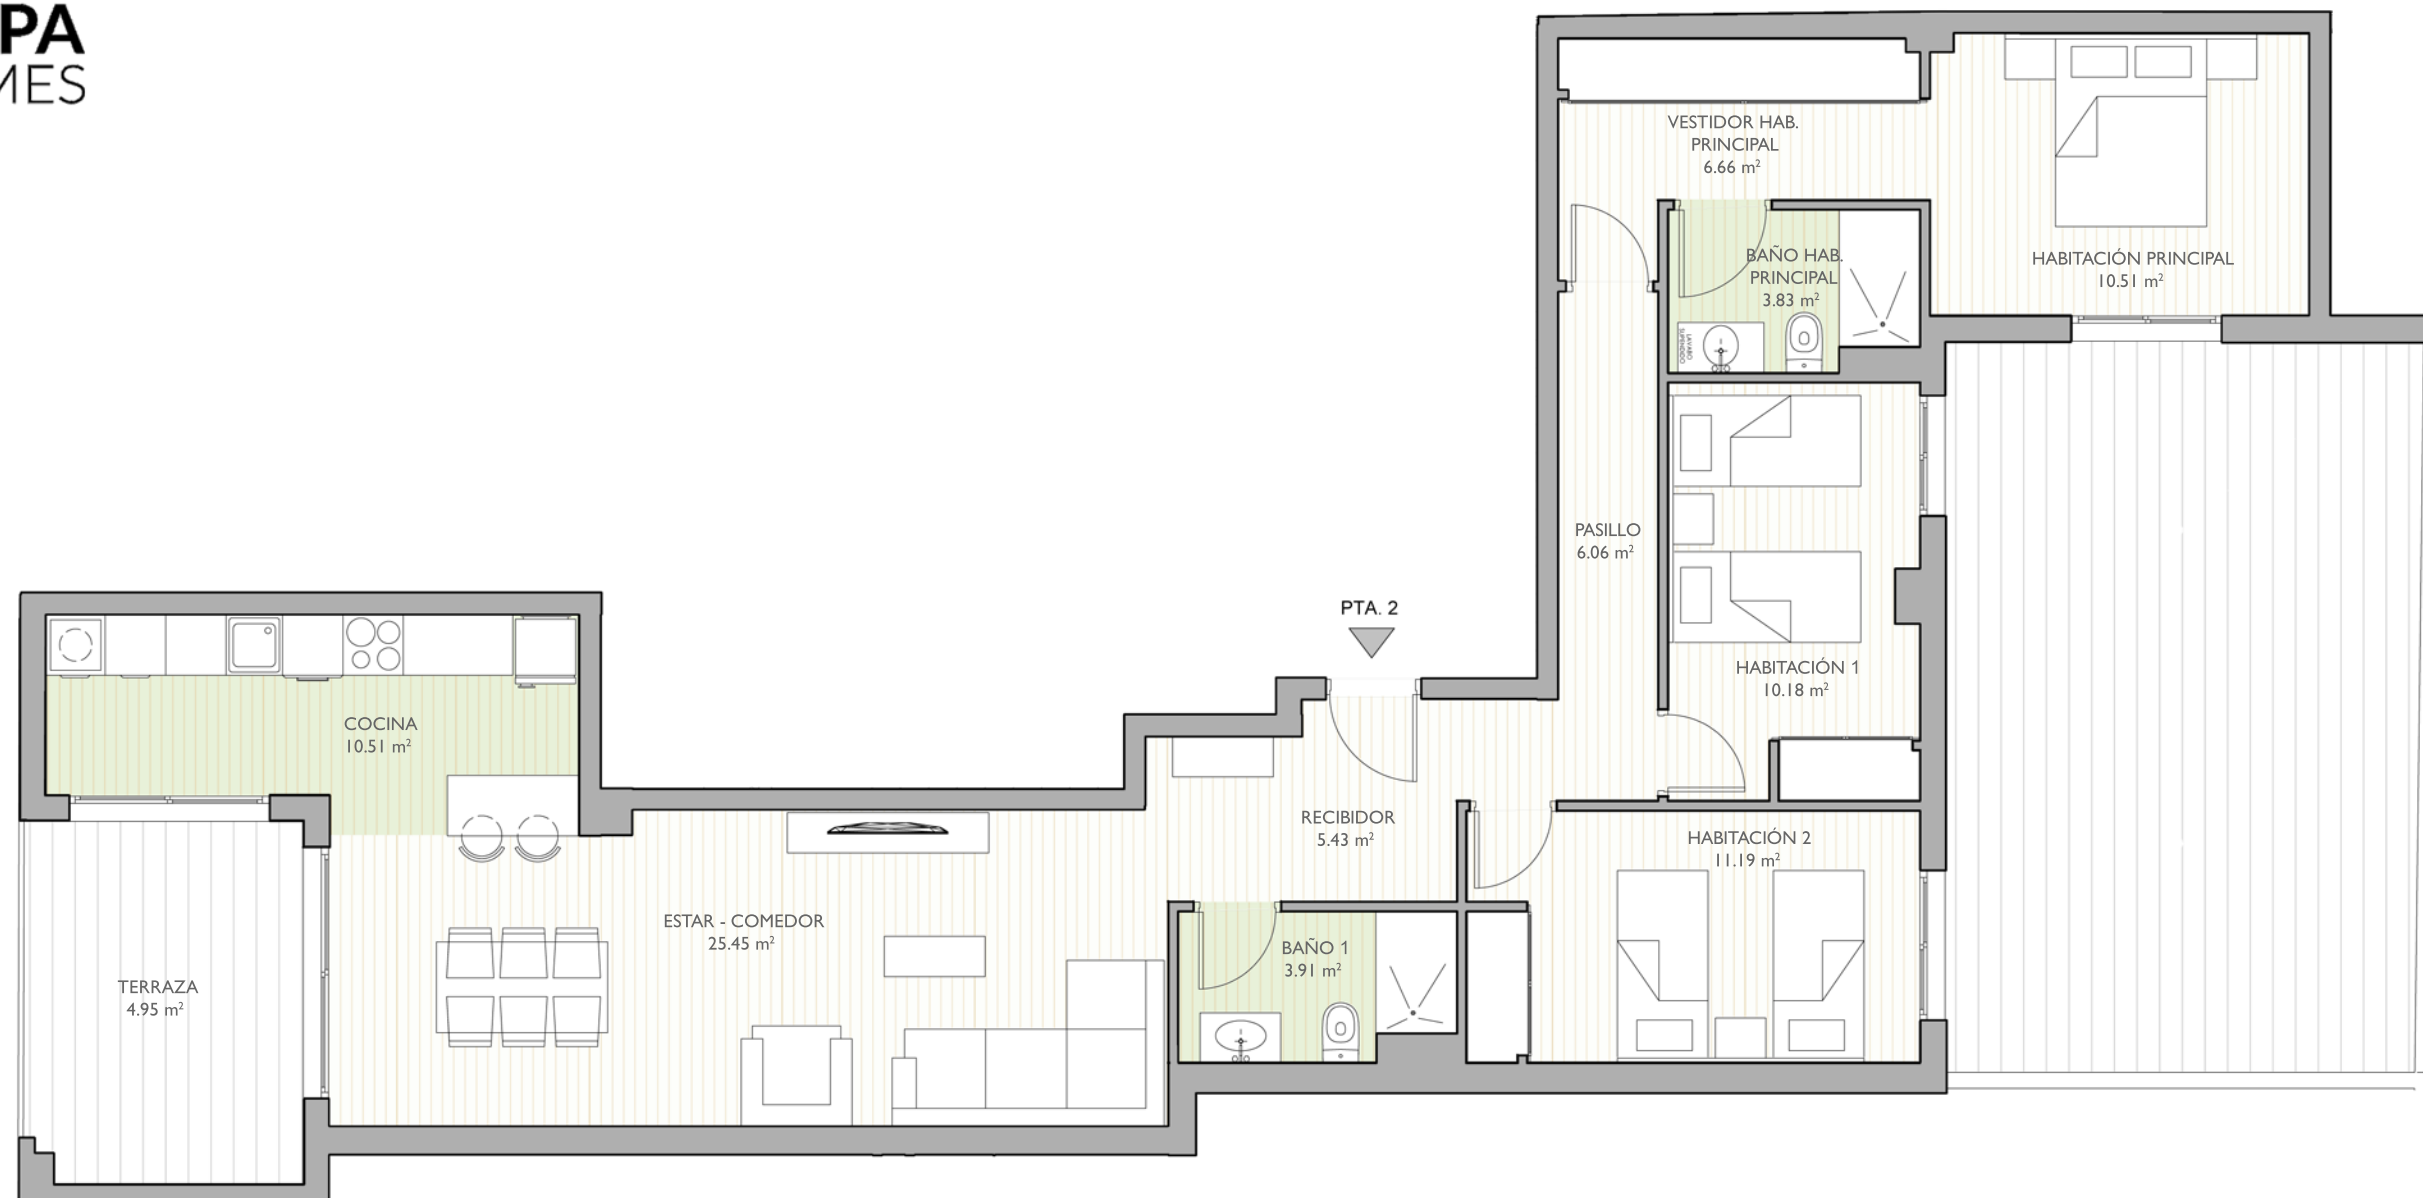 PA
MES
VESTIDOR HAB.
PRINCIPAL
6.66 m²
BAÑO HAB.
PRINCIPAL
3.83 m²
LAVABO
SUPENDIDO
HABITACIÓN PRINCIPAL
10.51 m²
PASILLO
6.06 m²
PTA. 2
HABITACIÓN 1
10.18 m²
COCINA
10.51 m²
RECIBIDOR
5.43 m²
HABITACIÓN 2
11.19 m²
ESTAR - COMEDOR
25.45 m²
BAÑO 1
3.91 m²
TERRAZA
4.95 m²